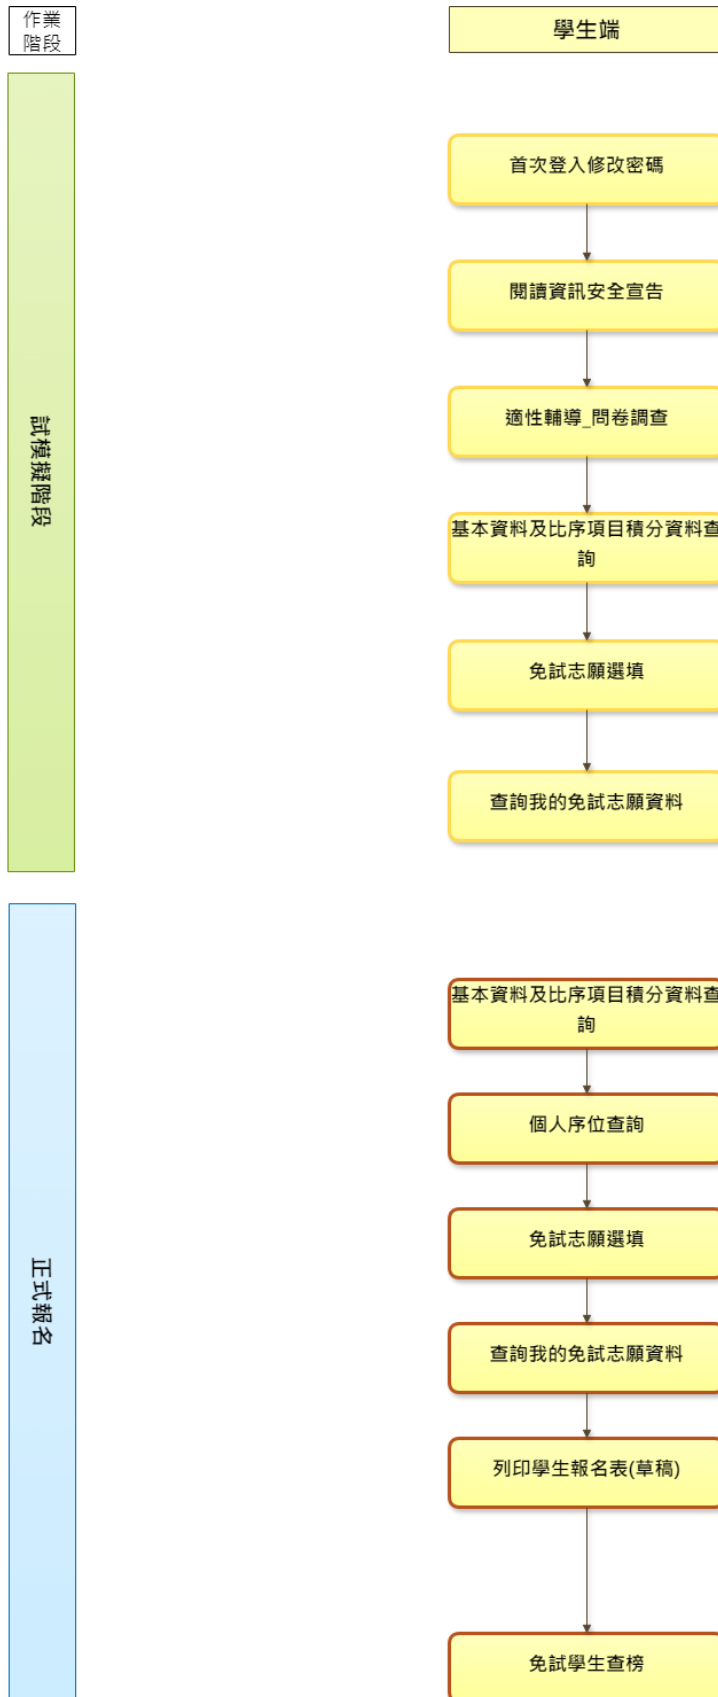 作業
階段
學生端
試模擬階段
首次登入修改密碼
閱讀資訊安全宣告
適性輔導_問卷調查
基本資料及比序項目積分資料查
詢
免試志願選填
查詢我的免試志願資料
正式報名
基本資料及比序項目積分資料查
詢
個人序位查詢
免試志願選填
查詢我的免試志願資料
列印學生報名表(草稿)
免試學生查榜